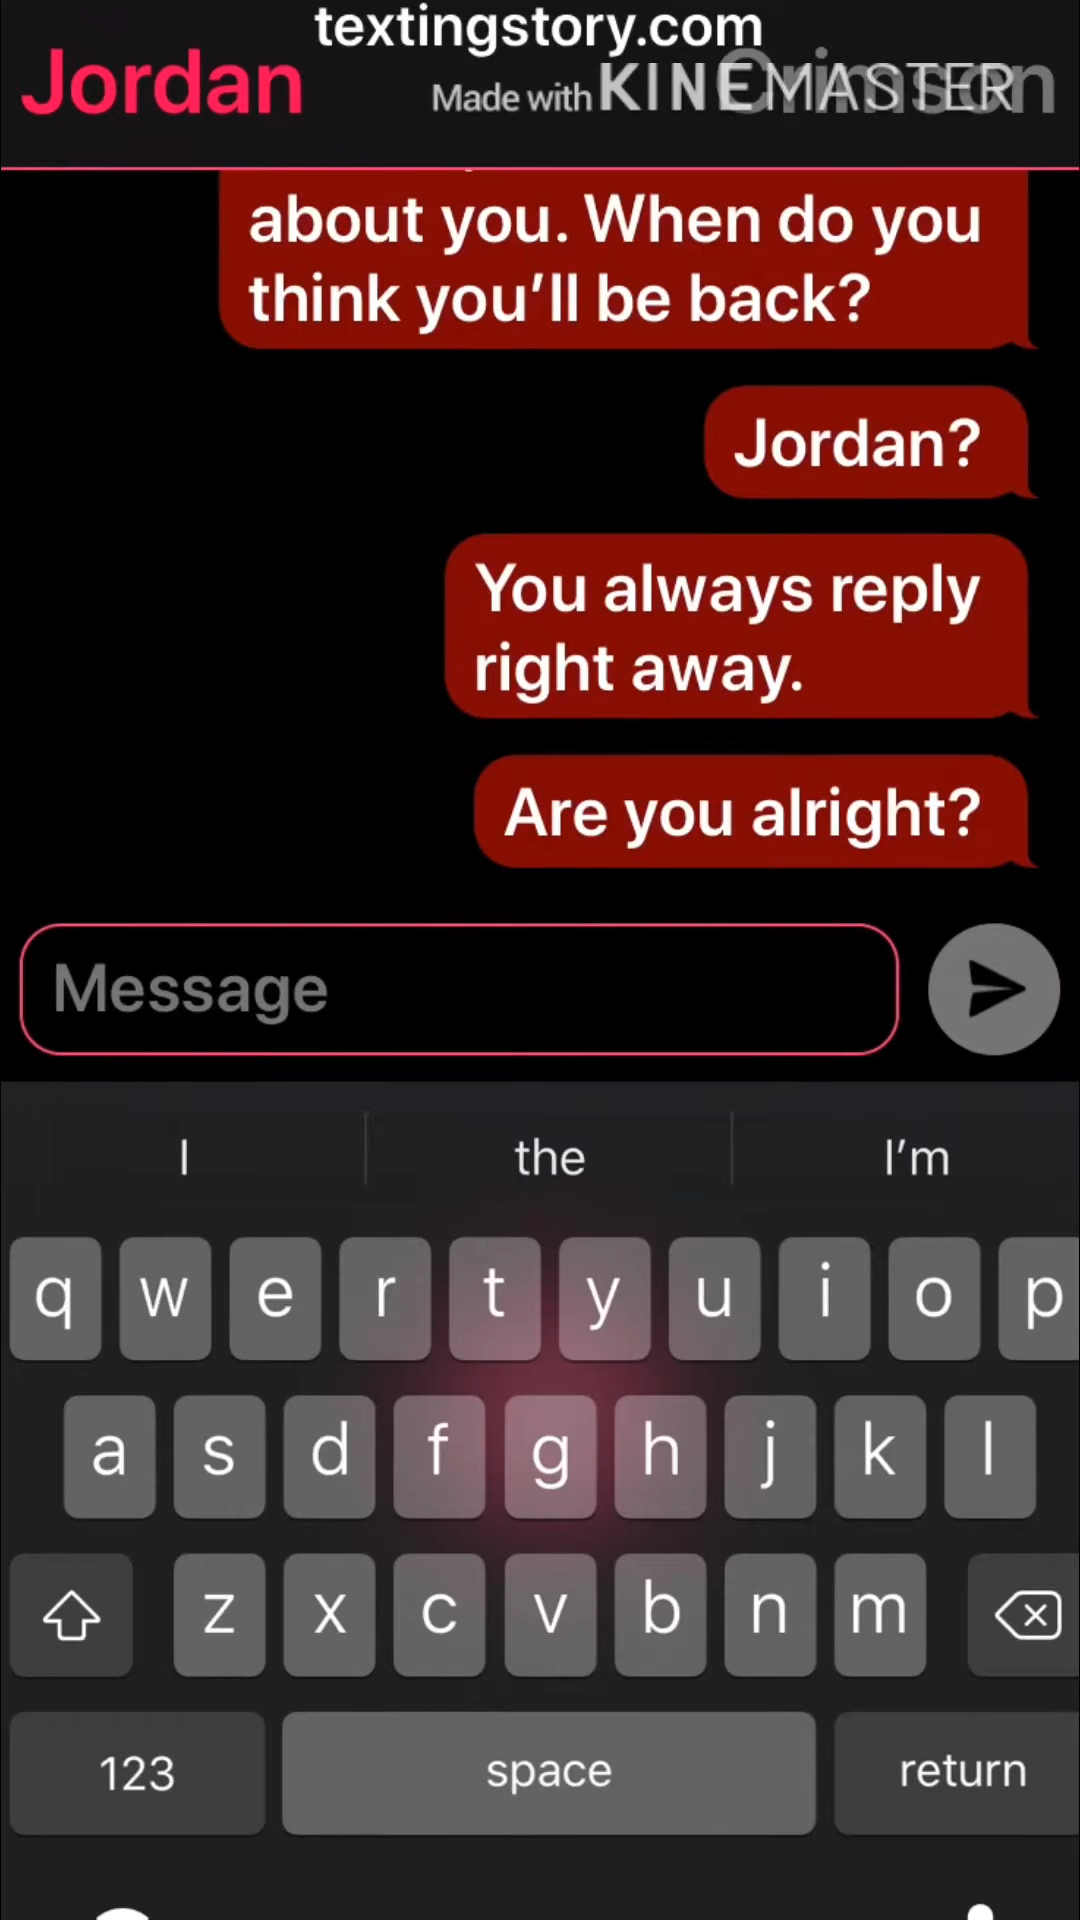 textingstory.com
Jordan
Made with KINEMASTER
Crimson
about you. When do you
think you’ll be back?
Jordan?
You always reply
right away.
Are you alright?
Message
I the I’m
q w e r t y u i o p
a s d f g h j k l
z x c v b n m
123 space return